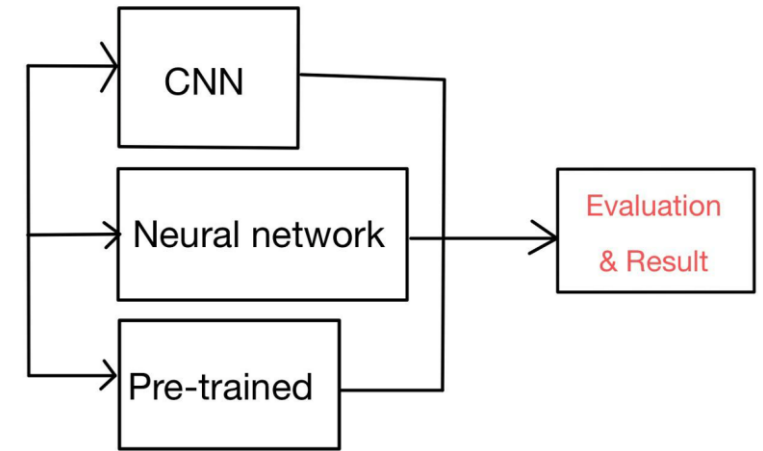 CNN
Neural network
Pre-trained
Evaluation
& Result